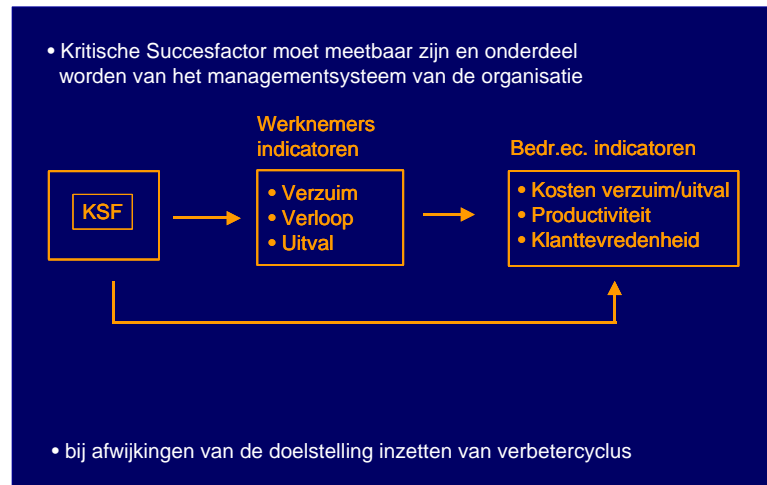 • Kritische Succesfactor moet meetbaar zijn en onderdeel
worden van het managementsysteem van de organisatie
Werknemers
indicatoren
Bedr.ec. indicatoren
KSF
• Verzuim
• Verloop
• Uitval
• Kosten verzuim/uitval
• Productiviteit
• Klanttevredenheid
• bij afwijkingen van de doelstelling inzetten van verbetercyclus